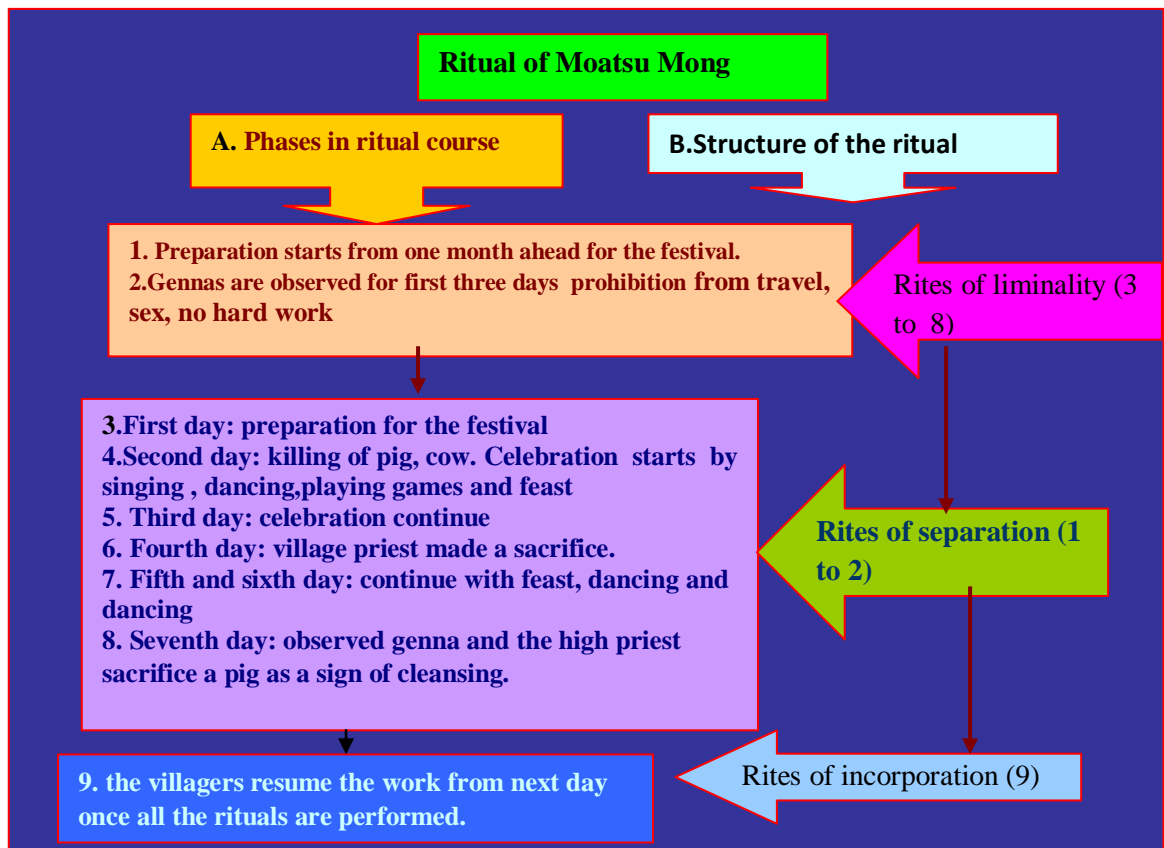 Ritual of Moatsu Mong
A. Phases in ritual course
B.Structure of the ritual
1. Preparation starts from one month ahead for the festival.
2.Gennas are observed for first three days prohibition from travel,
sex, no hard work
Rites of liminality (3
to 8)
3.First day: preparation for the festival
4.Second day: killing of pig, cow. Celebration starts by
singing , dancing,playing games and feast
5. Third day: celebration continue
6. Fourth day: village priest made a sacrifice.
7. Fifth and sixth day: continue with feast, dancing and
dancing
8. Seventh day: observed genna and the high priest
sacrifice a pig as a sign of cleansing.
Rites of separation (1
to 2)
9. the villagers resume the work from next day
once all the rituals are performed.
Rites of incorporation (9)